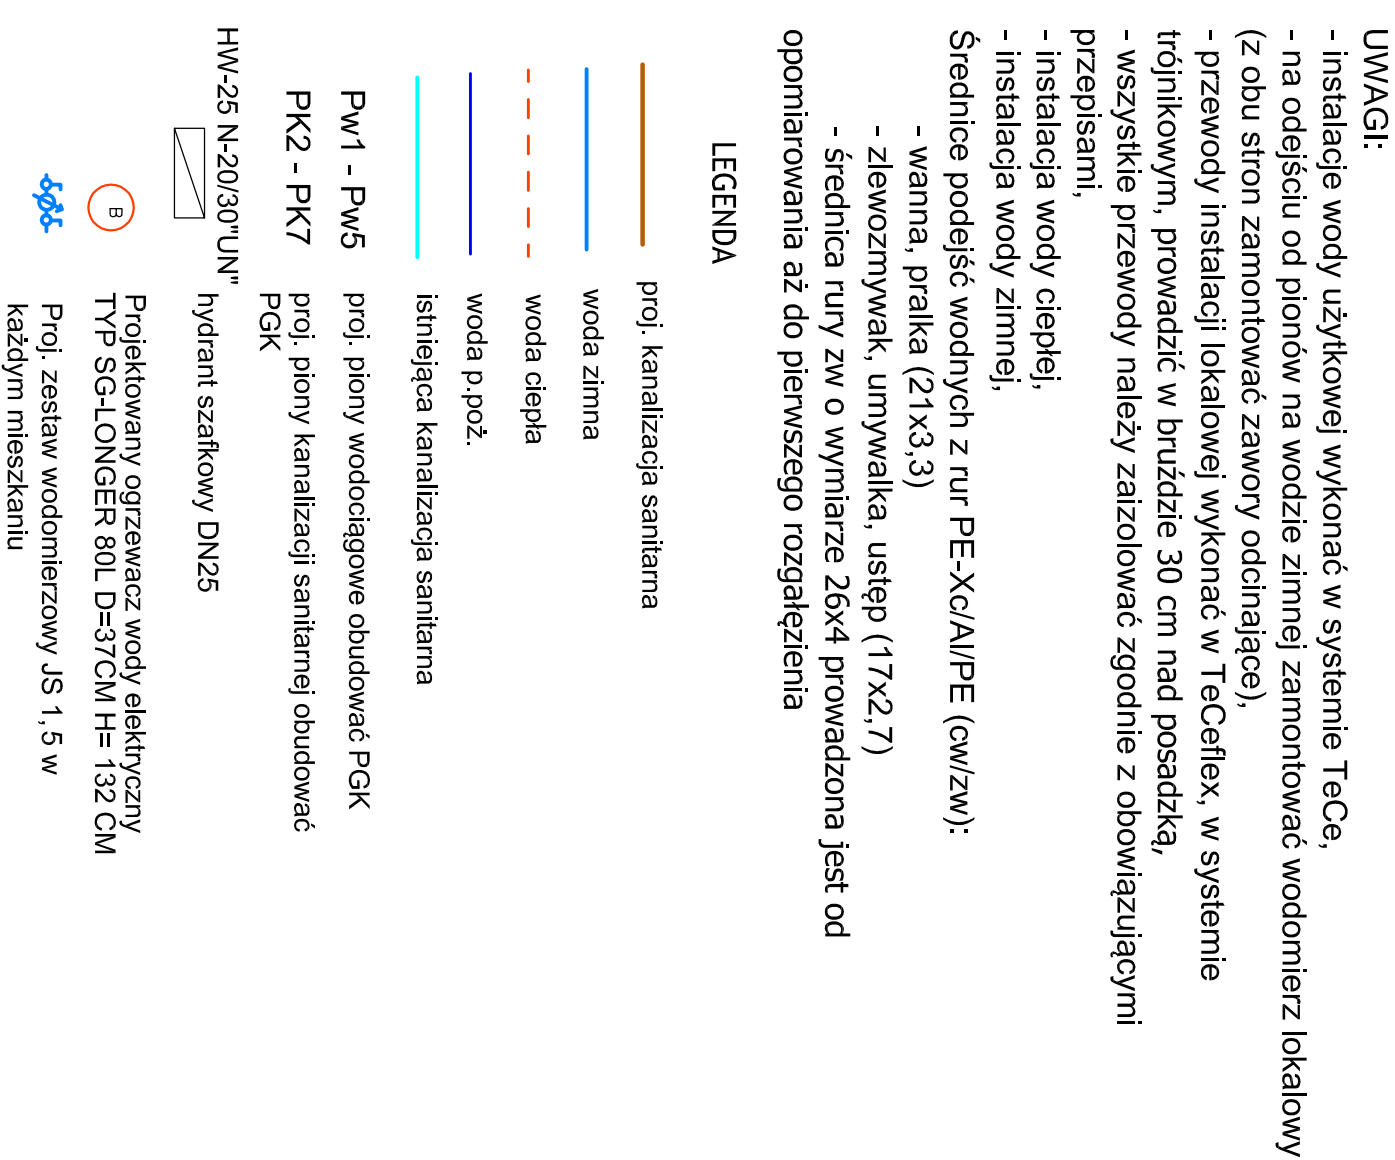 UWAGI:
- instalacje wody użytkowej wykonać w systemie TeCe,
- na odejściu od pionów na wodzie zimnej zamontować wodomierz lokalowy
(z obu stron zamontować zawory odcinające),
- przewody instalacji lokalowej wykonać w TeCeflex, w systemie
trójnikowym, prowadzić w bruździe 30 cm nad posadzką,
- wszystkie przewody należy zaizolować zgodnie z obowiązującymi
przepisami,
- instalacja wody ciepłej,
- instalacja wody zimnej,
Średnice podejść wodnych z rur PE-Xc/Al/PE (cw/zw):
- wanna, pralka (21x3,3)
- zlewozmywak, umywalka, ustęp (17x2,7)
- średnica rury zw o wymiarze 26x4 prowadzona jest od
opomiarowania aż do pierwszego rozgałęzienia
LEGENDA
proj. kanalizacja sanitarna
woda zimna
woda ciepła
woda p.poż.
istniejąca kanalizacja sanitarna
Pw1 - Pw5 proj. piony wodociągowe obudować PGK
PK2 - PK7 proj. piony kanalizacji sanitarnej obudować
PGK
HW-25 N-20/30"UN"
hydrant szafkowy DN25
B Projektowany ogrzewacz wody elektryczny
TYP SG-LONGER 80L D=37CM H= 132 CM
Proj. zestaw wodomierzowy JS 1,5 w
każdym mieszkaniu